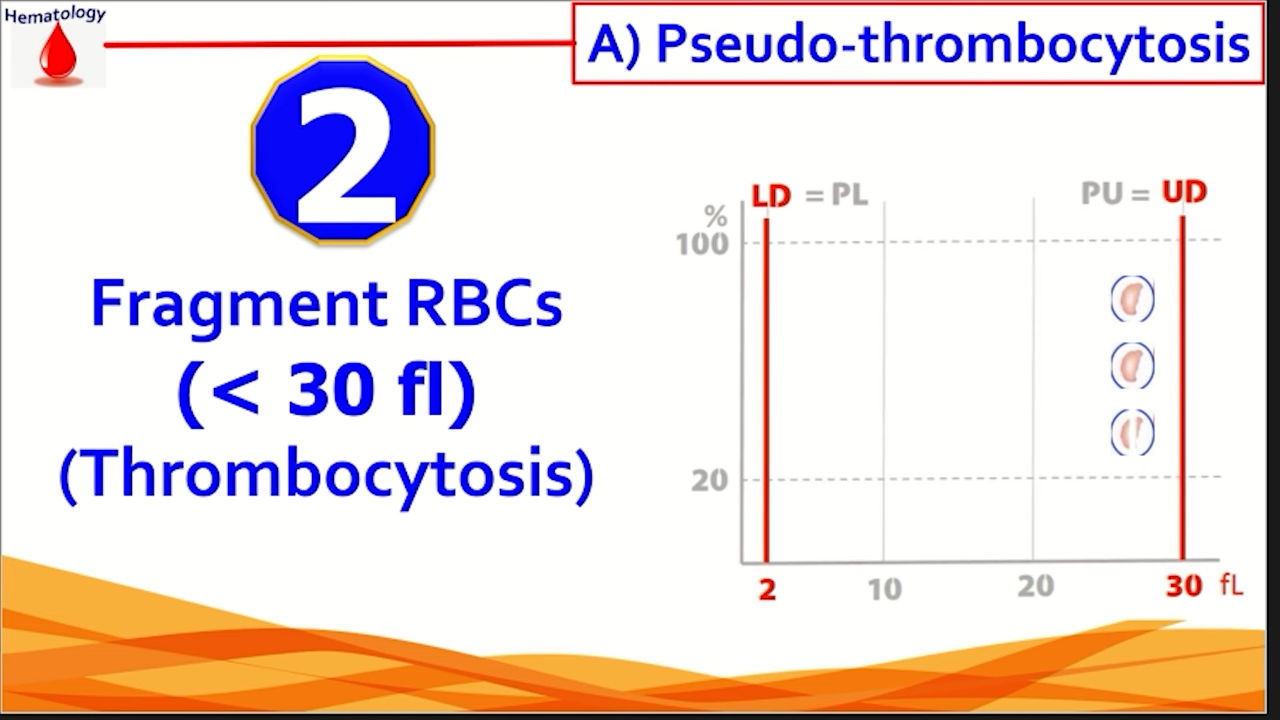 Hematology
A) Pseudo-thrombocytosis
2
Fragment RBCs
(< 30 fl)
(Thrombocytosis)
LD = PL
PU = UD
%
100
20
2
10
20
30 fL